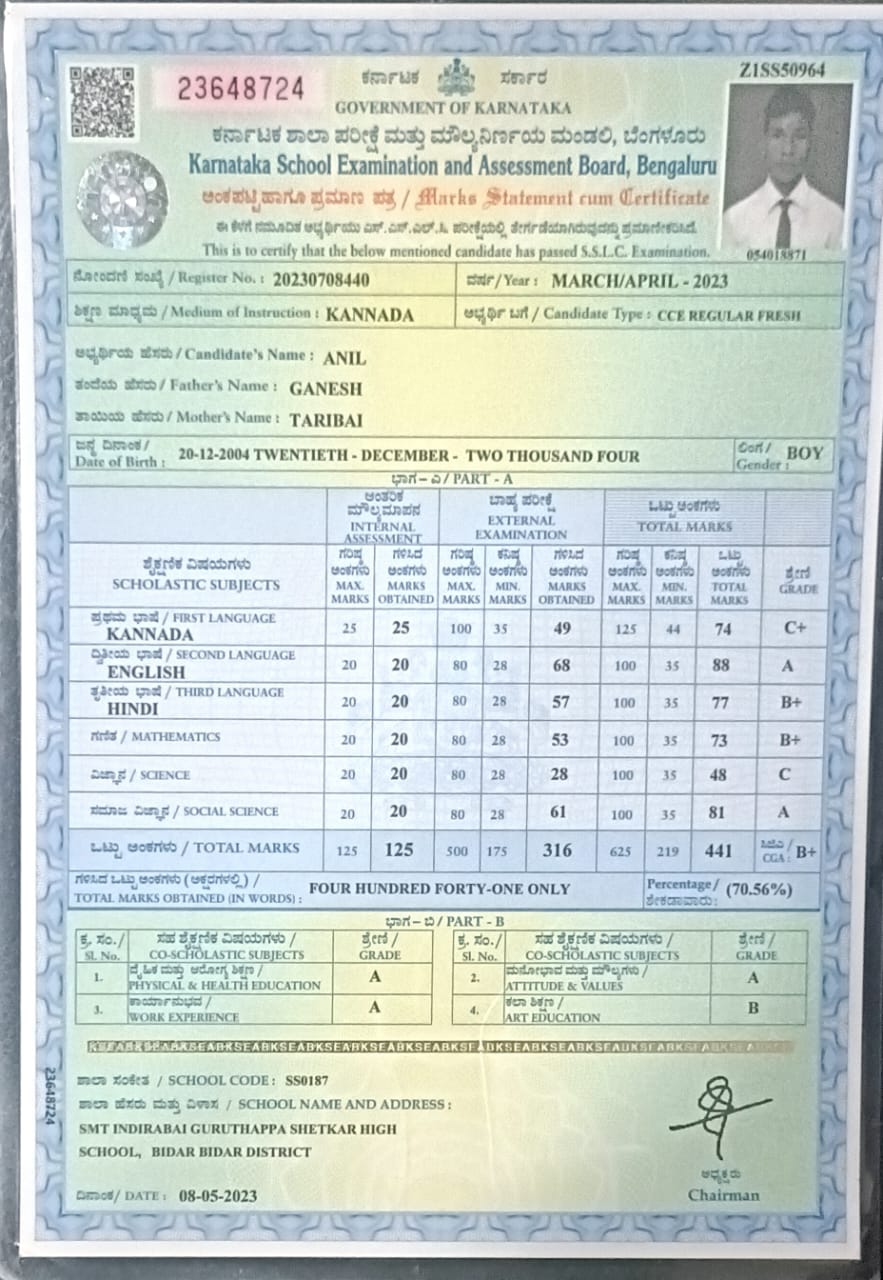 23648724
ಕರ್ನಾಟಕ ಸರ್ಕಾರ
Z1SS50964
GOVERNMENT OF KARNATAKA
ಕರ್ನಾಟಕ ಶಾಲಾ ಪರೀಕ್ಷೆ ಮತ್ತು ಮೌಲ್ಯನಿರ್ಣಯ ಮಂಡಲಿ, ಬೆಂಗಳೂರು
Karnataka School Examination and Assessment Board, Bengaluru
ಅಂಕಪಟ್ಟಿ ಹಾಗೂ ಪ್ರಮಾಣ ಪತ್ರ / Marks Statement cum Certificate
ಈ ಕೆಳಗೆ ನಮೂದಿತ ಅಭ್ಯರ್ಥಿಯು ಎಸ್.ಎಸ್.ಎಲ್.ಸಿ. ಪರೀಕ್ಷೆಯಲ್ಲಿ ತೇರ್ಗಡೆಯಾಗಿರುವುದನ್ನು ಪ್ರಮಾಣೀಕರಿಸಿದೆ.
This is to certify that the below mentioned candidate has passed S.S.L.C. Examination.
054018871
ನೋಂದಣಿ ಸಂಖ್ಯೆ / Register No. : 20230708440 ವರ್ಷ/Year : MARCH/APRIL - 2023
ಶಿಕ್ಷಣ ಮಾಧ್ಯಮ / Medium of Instruction : KANNADA ಅಭ್ಯರ್ಥಿ ಬಗೆ / Candidate Type : CCE REGULAR FRESH
ಅಭ್ಯರ್ಥಿಯ ಹೆಸರು / Candidate's Name : ANIL
ತಂದೆಯ ಹೆಸರು / Father's Name : GANESH
ತಾಯಿಯ ಹೆಸರು / Mother's Name : TARIBAI
ಜನ್ಮ ದಿನಾಂಕ/ Date of Birth : 20-12-2004 TWENTIETH - DECEMBER - TWO THOUSAND FOUR ಲಿಂಗ/ Gender : BOY
ಭಾಗ–ಎ / PART - A
ಆಂತರಿಕ ಮೌಲ್ಯಮಾಪನ INTERNAL ASSESSMENT ಬಾಹ್ಯ ಪರೀಕ್ಷೆ EXTERNAL EXAMINATION ಒಟ್ಟು ಅಂಕಗಳು TOTAL MARKS
ಶೈಕ್ಷಣಿಕ ವಿಷಯಗಳು SCHOLASTIC SUBJECTS ಗರಿಷ್ಠ ಅಂಕಗಳು MAX. MARKS ಗಳಿಸಿದ ಅಂಕಗಳು MARKS OBTAINED ಗರಿಷ್ಠ ಅಂಕಗಳು MAX. MARKS ಕನಿಷ್ಠ ಅಂಕಗಳು MIN. MARKS ಗಳಿಸಿದ ಅಂಕಗಳು MARKS OBTAINED ಗರಿಷ್ಠ ಅಂಕಗಳು MAX. MARKS ಕನಿಷ್ಠ ಅಂಕಗಳು MIN. MARKS ಒಟ್ಟು ಅಂಕಗಳು TOTAL MARKS ಶ್ರೇಣಿ GRADE
ಪ್ರಥಮ ಭಾಷೆ / FIRST LANGUAGE
KANNADA 25 25 100 35 49 125 44 74 C+
ದ್ವಿತೀಯ ಭಾಷೆ / SECOND LANGUAGE
ENGLISH 20 20 80 28 68 100 35 88 A
ತೃತೀಯ ಭಾಷೆ / THIRD LANGUAGE
HINDI 20 20 80 28 57 100 35 77 B+
ಗಣಿತ / MATHEMATICS 20 20 80 28 53 100 35 73 B+
ವಿಜ್ಞಾನ / SCIENCE 20 20 80 28 28 100 35 48 C
ಸಮಾಜ ವಿಜ್ಞಾನ / SOCIAL SCIENCE 20 20 80 28 61 100 35 81 A
ಒಟ್ಟು ಅಂಕಗಳು / TOTAL MARKS 125 125 500 175 316 625 219 441 ಸಿಜಿಎ / CGA : B+
ಗಳಿಸಿದ ಒಟ್ಟು ಅಂಕಗಳು ( ಅಕ್ಷರಗಳಲ್ಲಿ ) /
TOTAL MARKS OBTAINED (IN WORDS) : FOUR HUNDRED FORTY-ONE ONLY Percentage / ಶೇಕಡಾವಾರು: (70.56%)
ಭಾಗ–ಬಿ / PART - B
ಕ್ರ. ಸಂ./ Sl. No. ಸಹ ಶೈಕ್ಷಣಿಕ ವಿಷಯಗಳು / CO-SCHOLASTIC SUBJECTS ಶ್ರೇಣಿ / GRADE ಕ್ರ. ಸಂ./ Sl. No. ಸಹ ಶೈಕ್ಷಣಿಕ ವಿಷಯಗಳು / CO-SCHOLASTIC SUBJECTS ಶ್ರೇಣಿ / GRADE
1. ದೈಹಿಕ ಮತ್ತು ಆರೋಗ್ಯ ಶಿಕ್ಷಣ / PHYSICAL & HEALTH EDUCATION A 2. ಮನೋಭಾವ ಮತ್ತು ಮೌಲ್ಯಗಳು / ATTITUDE & VALUES A
3. ಕಾರ್ಯಾನುಭವ / WORK EXPERIENCE A 4. ಕಲಾ ಶಿಕ್ಷಣ / ART EDUCATION B
23648724
ಶಾಲಾ ಸಂಕೇತ / SCHOOL CODE : SS0187
ಶಾಲಾ ಹೆಸರು ಮತ್ತು ವಿಳಾಸ / SCHOOL NAME AND ADDRESS :
SMT INDIRABAI GURUTHAPPA SHETKAR HIGH
SCHOOL, BIDAR BIDAR DISTRICT
ಅಧ್ಯಕ್ಷರು
Chairman
ದಿನಾಂಕ/ DATE : 08-05-2023